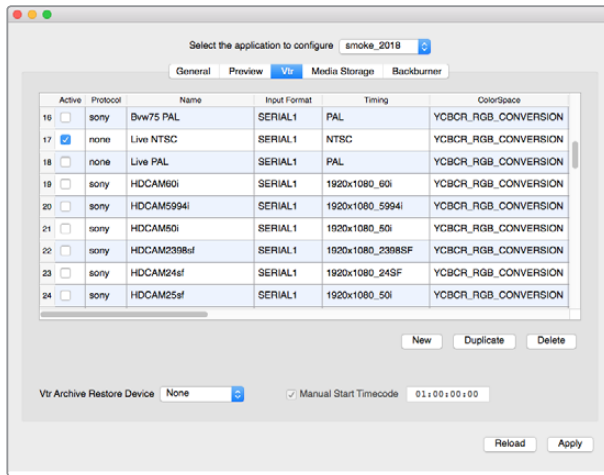 Select the application to configure smoke_2018
General Preview Vtr Media Storage Backburner
Active Protocol Name Input Format Timing ColorSpace
16 sony Bvw75 PAL SERIAL1 PAL YCBCR_RGB_CONVERSION
17 none Live NTSC SERIAL1 NTSC YCBCR_RGB_CONVERSION
18 none Live PAL SERIAL1 PAL YCBCR_RGB_CONVERSION
19 sony HDCAM60i SERIAL1 1920x1080_60i YCBCR_RGB_CONVERSION
20 sony HDCAM5994i SERIAL1 1920x1080_5994i YCBCR_RGB_CONVERSION
21 sony HDCAM50i SERIAL1 1920x1080_50i YCBCR_RGB_CONVERSION
22 sony HDCAM2398sf SERIAL1 1920x1080_2398SF YCBCR_RGB_CONVERSION
23 sony HDCAM24sf SERIAL1 1920x1080_24SF YCBCR_RGB_CONVERSION
24 sony HDCAM25sf SERIAL1 1920x1080_50i YCBCR_RGB_CONVERSION
New Duplicate Delete
Vtr Archive Restore Device None Manual Start Timecode 01:00:00:00
Reload Apply